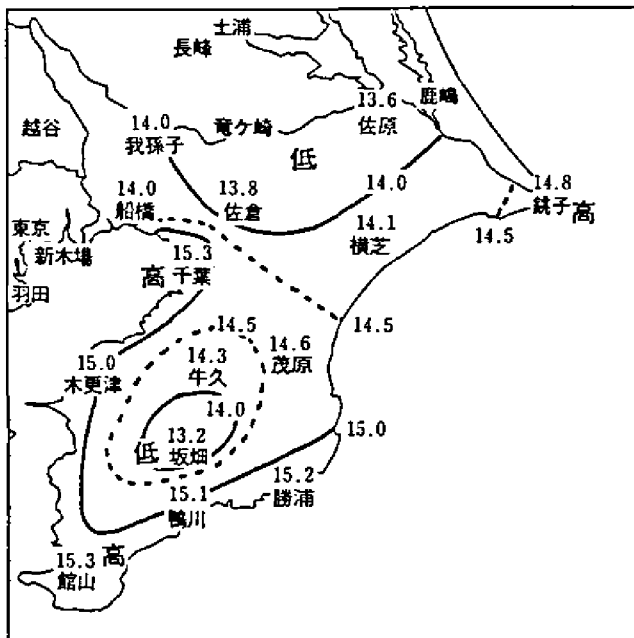 土浦
長峰
13.6
鹿嶋
越谷
14.0
竜ケ崎
佐原
我孫子
低
14.0
13.8
14.0
14.8
船橋
佐倉
銚子
高
東京
14.1
横芝
14.5
新木場
15.3
高
千葉
羽田
14.5
14.5
14.6
茂原
14.3
牛久
15.0
木更津
14.0
13.2
低
坂畑
15.0
15.2
勝浦
15.1
鴨川
15.3
高
館山